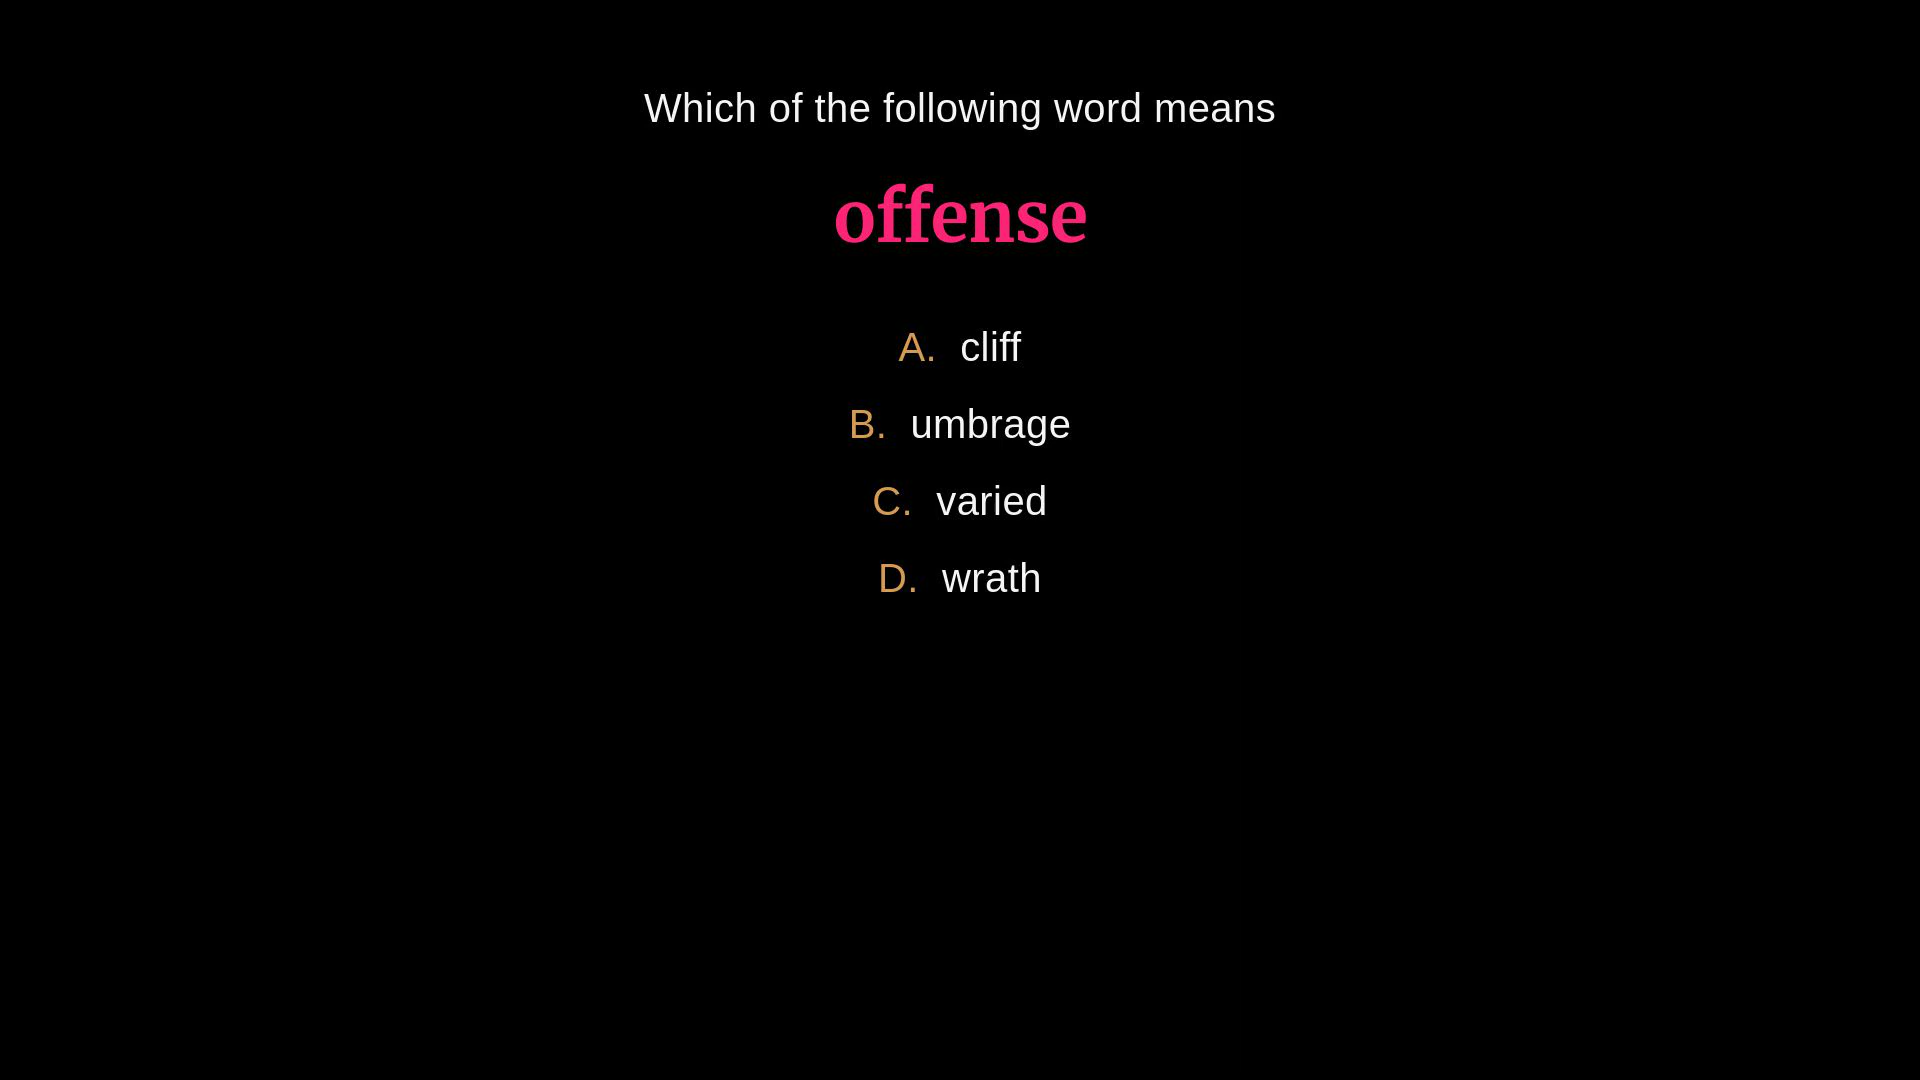 Which of the following word means
offense
A. cliff
B. umbrage
C. varied
D. wrath